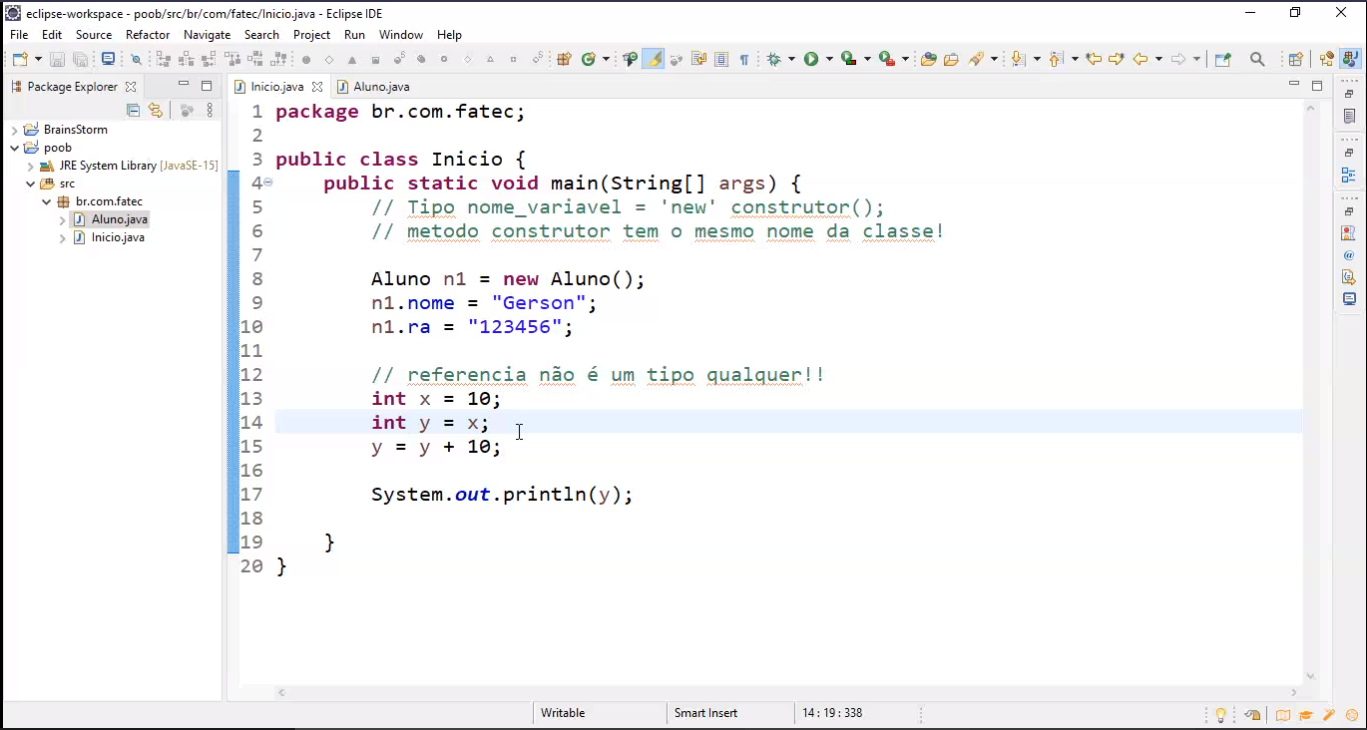 eclipse-workspace - poob/src/br/com/fatec/Inicio.java - Eclipse IDE
File Edit Source Refactor Navigate Search Project Run Window Help
Package Explorer
BrainsStorm
poob
JRE System Library [JavaSE-15]
src
br.com.fatec
Aluno.java
Inicio.java
Inicio.java Aluno.java
1 package br.com.fatec;
2
3 public class Inicio {
4 public static void main(String[] args) {
5 // Tipo nome_variavel = 'new' construtor();
6 // metodo construtor tem o mesmo nome da classe!
7
8 Aluno n1 = new Aluno();
9 n1.nome = "Gerson";
10 n1.ra = "123456";
11
12 // referencia não é um tipo qualquer!!
13 int x = 10;
14 int y = x;
15 y = y + 10;
16
17 System.out.println(y);
18
19 }
20 }
Writable Smart Insert 14 : 19 : 338